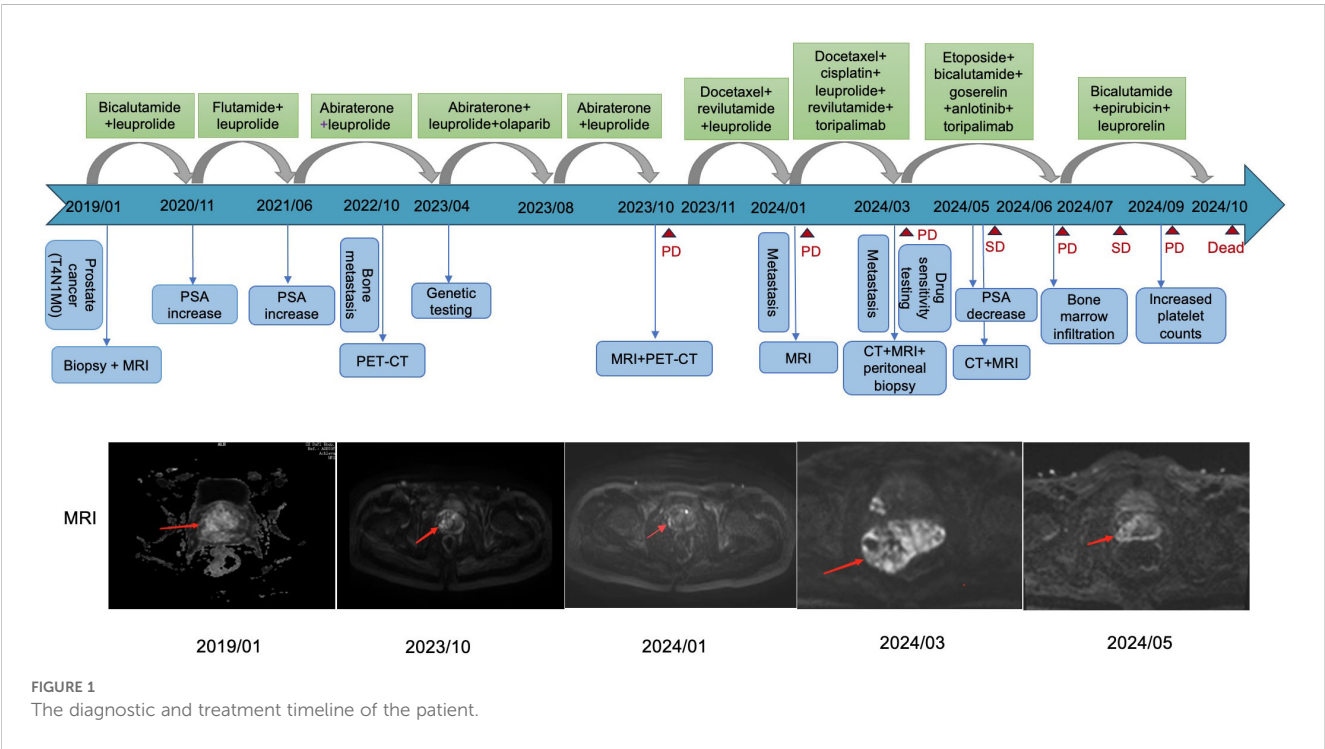 Bicalutamide
+leuprolide
Flutamide+
leuprolide
Abiraterone
+leuprolide
Abiraterone+
leuprolide+olaparib
Abiraterone
+leuprolide
Docetaxel+
revilutamide
+leuprolide
Docetaxel+
cisplatin+
leuprolide+
revilutamide+
toripalimab
Etoposide+
bicalutamide+
goserelin
+anlotinib+
toripalimab
Bicalutamide
+epirubicin+
leuprorelin
2019/01
2020/11
2021/06
2022/10
2023/04
2023/08
2023/10
2023/11
2024/01
2024/03
2024/05
2024/06
2024/07
2024/09
2024/10
PD
PD
PD
SD
PD
SD
PD
Dead
Prostate
cancer
(T4N1M0)
Biopsy + MRI
PSA
increase
PSA
increase
Bone
metastasis
PET-CT
Genetic
testing
MRI+PET-CT
Metastasis
MRI
Metastasis
Drug
sensitivity
testing
CT+MRI+
peritoneal
biopsy
PSA
decrease
CT+MRI
Bone
marrow
infiltration
Increased
platelet
counts
MRI
2019/01
2023/10
2024/01
2024/03
2024/05
FIGURE 1
The diagnostic and treatment timeline of the patient.